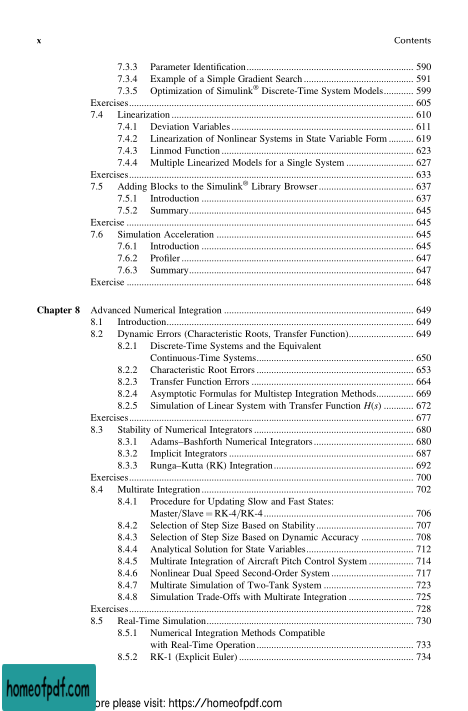 x Contents
7.3.3 Parameter Identification 590
7.3.4 Example of a Simple Gradient Search 591
7.3.5 Optimization of Simulink® Discrete-Time System Models 599
Exercises 605
7.4 Linearization 610
7.4.1 Deviation Variables 611
7.4.2 Linearization of Nonlinear Systems in State Variable Form 619
7.4.3 Linmod Function 623
7.4.4 Multiple Linearized Models for a Single System 627
Exercises 633
7.5 Adding Blocks to the Simulink® Library Browser 637
7.5.1 Introduction 637
7.5.2 Summary 645
Exercise 645
7.6 Simulation Acceleration 645
7.6.1 Introduction 645
7.6.2 Profiler 647
7.6.3 Summary 647
Exercise 648
Chapter 8 Advanced Numerical Integration 649
8.1 Introduction 649
8.2 Dynamic Errors (Characteristic Roots, Transfer Function) 649
8.2.1 Discrete-Time Systems and the Equivalent
Continuous-Time Systems 650
8.2.2 Characteristic Root Errors 653
8.2.3 Transfer Function Errors 664
8.2.4 Asymptotic Formulas for Multistep Integration Methods 669
8.2.5 Simulation of Linear System with Transfer Function H(s) 672
Exercises 677
8.3 Stability of Numerical Integrators 680
8.3.1 Adams–Bashforth Numerical Integrators 680
8.3.2 Implicit Integrators 687
8.3.3 Runga–Kutta (RK) Integration 692
Exercises 700
8.4 Multirate Integration 702
8.4.1 Procedure for Updating Slow and Fast States:
Master/Slave = RK-4/RK-4 706
8.4.2 Selection of Step Size Based on Stability 707
8.4.3 Selection of Step Size Based on Dynamic Accuracy 708
8.4.4 Analytical Solution for State Variables 712
8.4.5 Multirate Integration of Aircraft Pitch Control System 714
8.4.6 Nonlinear Dual Speed Second-Order System 717
8.4.7 Multirate Simulation of Two-Tank System 723
8.4.8 Simulation Trade-Offs with Multirate Integration 725
Exercises 728
8.5 Real-Time Simulation 730
8.5.1 Numerical Integration Methods Compatible
with Real-Time Operation 733
8.5.2 RK-1 (Explicit Euler) 734
homeofpdf.com
ore please visit: https://homeofpdf.com